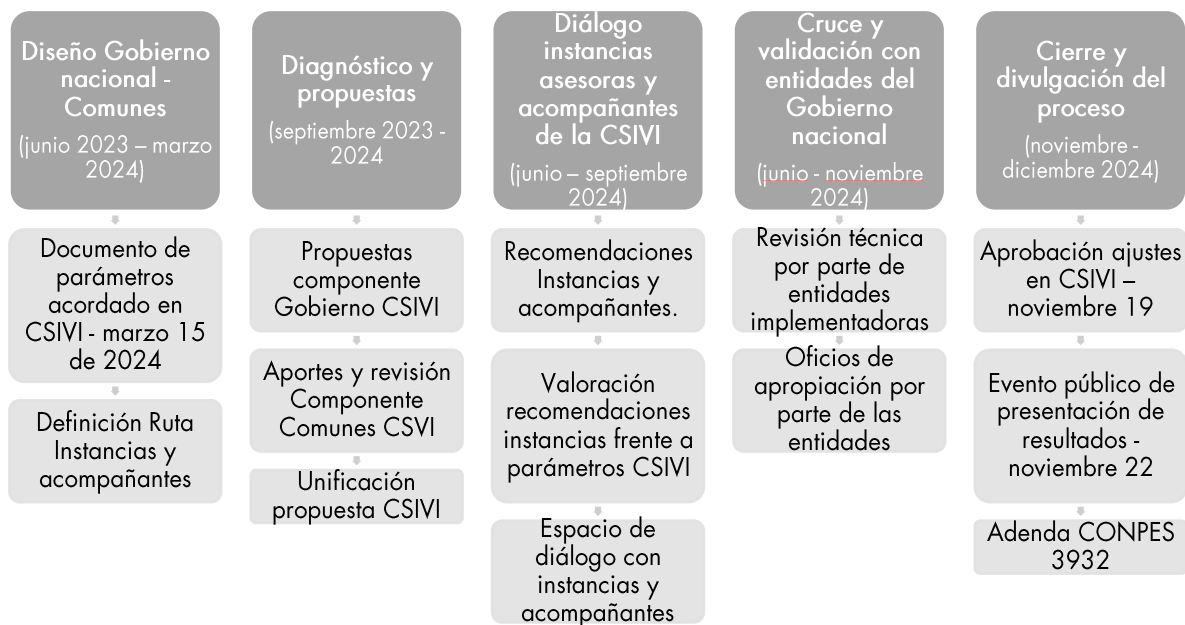 Diseño Gobierno
nacional -
Comunes
(junio 2023 – marzo
2024)
Documento de
parámetros
acordado en
CSIVI - marzo 15
de 2024
Definición Ruta
Instancias y
acompañantes
Diagnóstico y
propuestas
(septiembre 2023 -
2024
Propuestas
componente
Gobierno CSIVI
Aportes y revisión
Componente
Comunes CSVI
Unificación
propuesta CSIVI
Diálogo
instancias
asesoras y
acompañantes
de la CSIVI
(junio – septiembre
2024)
Recomendaciones
Instancias y
acompañantes.
Valoración
recomendaciones
instancias frente a
parámetros CSIVI
Espacio de
diálogo con
instancias y
acompañantes
Cruce y
validación con
entidades del
Gobierno
nacional
(junio - noviembre
2024)
Revisión técnica
por parte de
entidades
implementadoras
Oficios de
apropiación por
parte de las
entidades
Cierre y
divulgación del
proceso
(noviembre -
diciembre 2024)
Aprobación ajustes
en CSIVI –
noviembre 19
Evento público de
presentación de
resultados -
noviembre 22
Adenda CONPES
3932